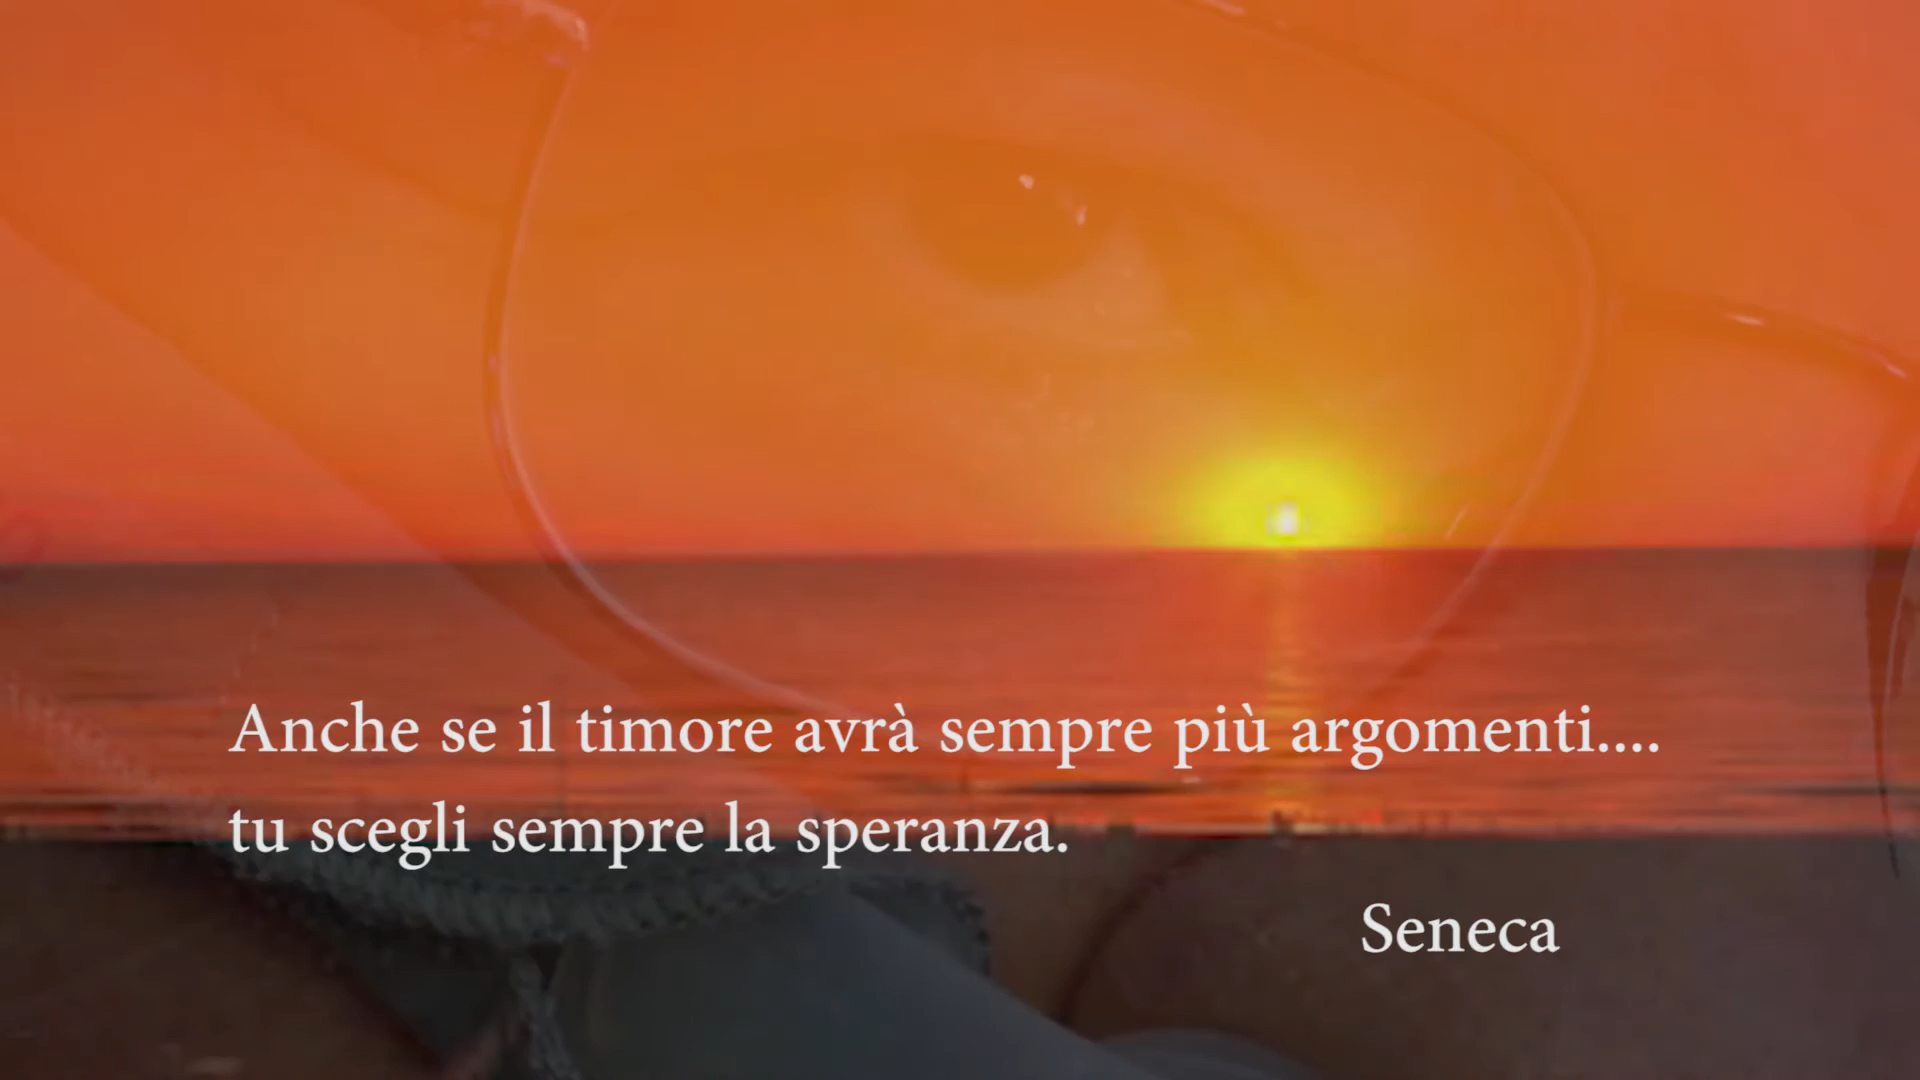 Anche se il timore avrà sempre più argomenti....
tu scegli sempre la speranza.
Seneca